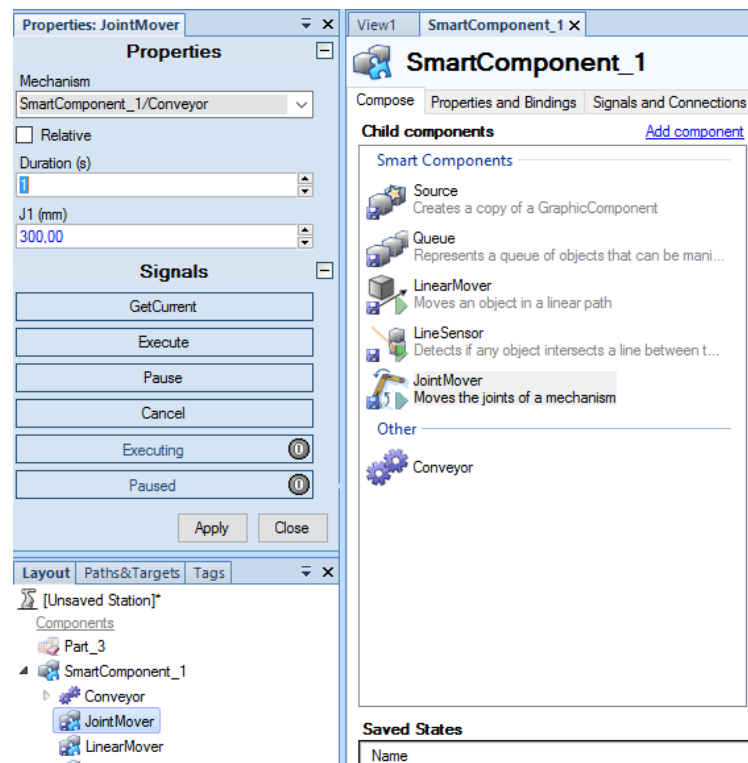 Properties: JointMover
Properties
Mechanism
SmartComponent_1/Conveyor
Relative
Duration (s)
1
J1 (mm)
300,00
Signals
GetCurrent
Execute
Pause
Cancel
Executing
Paused
Apply Close
Layout Paths&Targets Tags
[Unsaved Station]*
Components
Part_3
SmartComponent_1
Conveyor
JointMover
LinearMover
View1 SmartComponent_1
SmartComponent_1
Compose Properties and Bindings Signals and Connections
Child components Add component
Smart Components
Source
Creates a copy of a GraphicComponent
Queue
Represents a queue of objects that can be mani...
LinearMover
Moves an object in a linear path
LineSensor
Detects if any object intersects a line between t...
JointMover
Moves the joints of a mechanism
Other
Conveyor
Saved States
Name